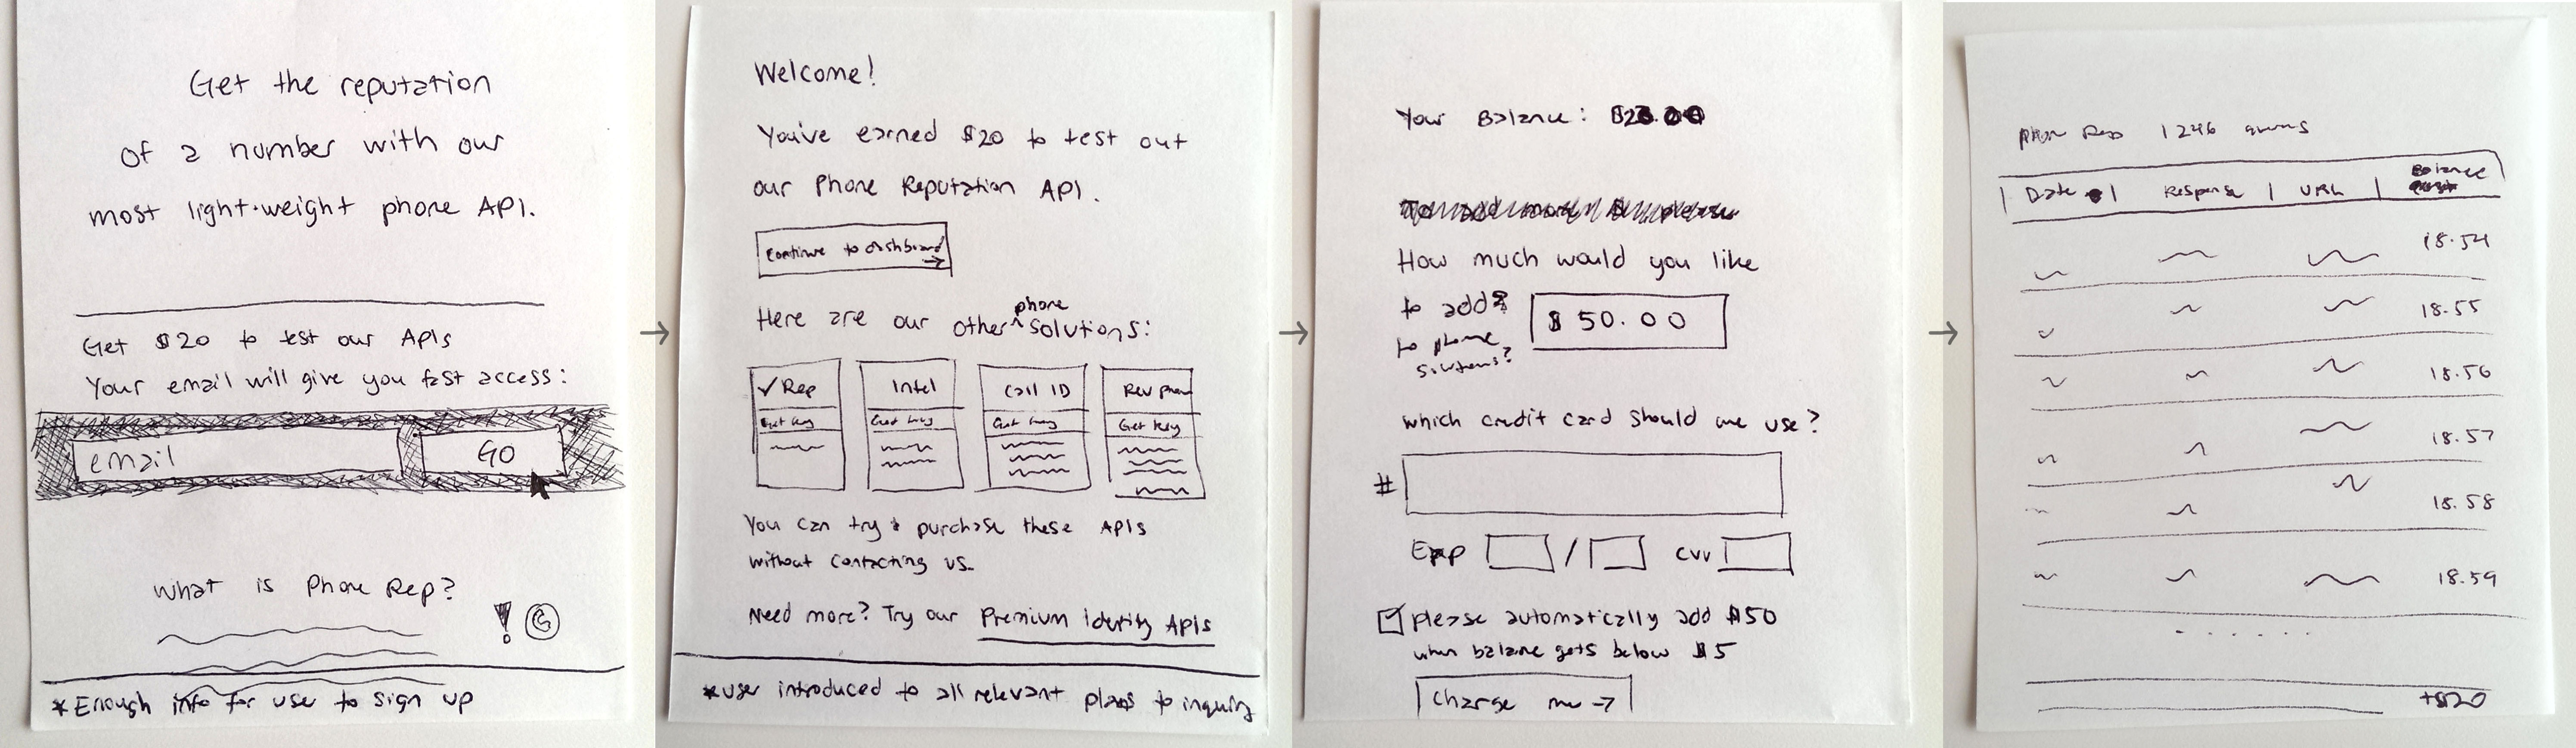 Get the reputation
of a number with our
most light-weight phone API.
Get $20 to test our APIs
Your email will give you fast access:
email
GO
What is Phone Rep?
! G
*Enough info for user to sign up
Welcome!
You've earned $20 to test out
our Phone Reputation API.
Continue to dashboard
→
Here are our other ^phone solutions:
✓Rep
Intel
Call ID
Rev phone
Get key
Get key
Get key
Get key
You can try & purchase these APIs
without contacting us.
Need more? Try our Premium Identity APIs
*user introduced to all relevant plans to inquiry
Your Balance:
How much would you like
to add?
to phone
solutions?
$50.00
Which credit card should we use?
#
Exp / CVV
please automatically add $50
when balance gets below $5
Charge me →
Phone Rep 1246
Date | Response | URL | Balance
18.54
18.55
18.56
18.57
18.58
18.59
+$20